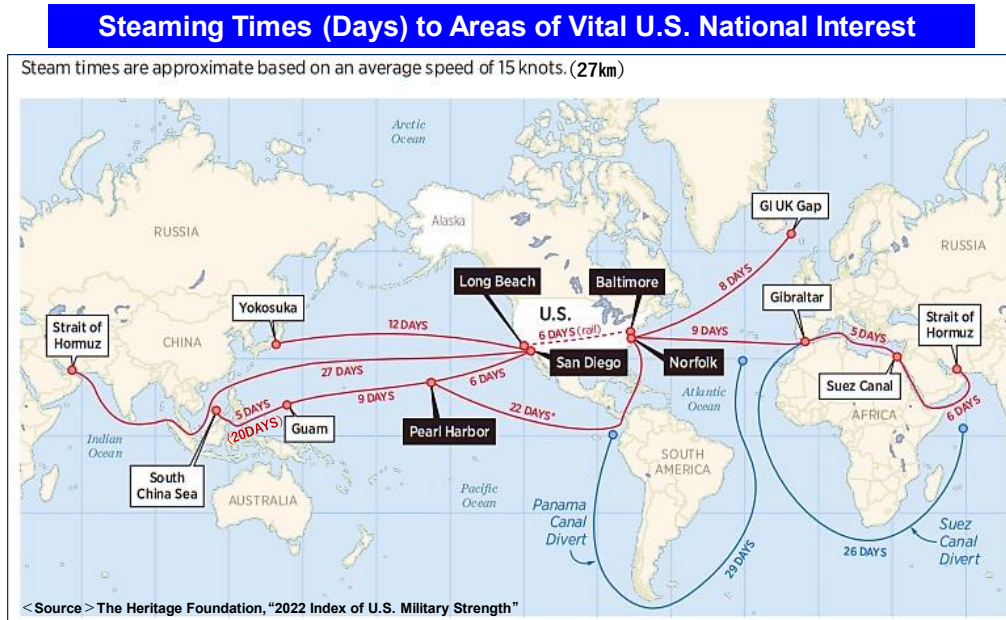 Steaming Times (Days) to Areas of Vital U.S. National Interest
Steam times are approximate based on an average speed of 15 knots. (27km)
Arctic
Ocean
GI UK Gap
Alaska
RUSSIA
RUSSIA
8 DAYS
Long Beach
Baltimore
Gibraltar
Yokosuka
U.S.
Strait of
Hormuz
Strait of
Hormuz
12 DAYS
6 DAYS (rail)
9 DAYS
5 DAYS
CHINA
San Diego
Norfolk
27 DAYS
6 DAYS
Suez Canal
9 DAYS
Atlantic
Ocean
5 DAYS
(20DAYS)
22 DAYS*
AFRICA
6 DAYS
Guam
Pearl Harbor
Indian
Ocean
SOUTH
AMERICA
South
China Sea
AUSTRALIA
Pacific
Ocean
Panama
Canal
Divert
Suez
Canal
Divert
26 DAYS
29 DAYS
<Source> The Heritage Foundation, “2022 Index of U.S. Military Strength”